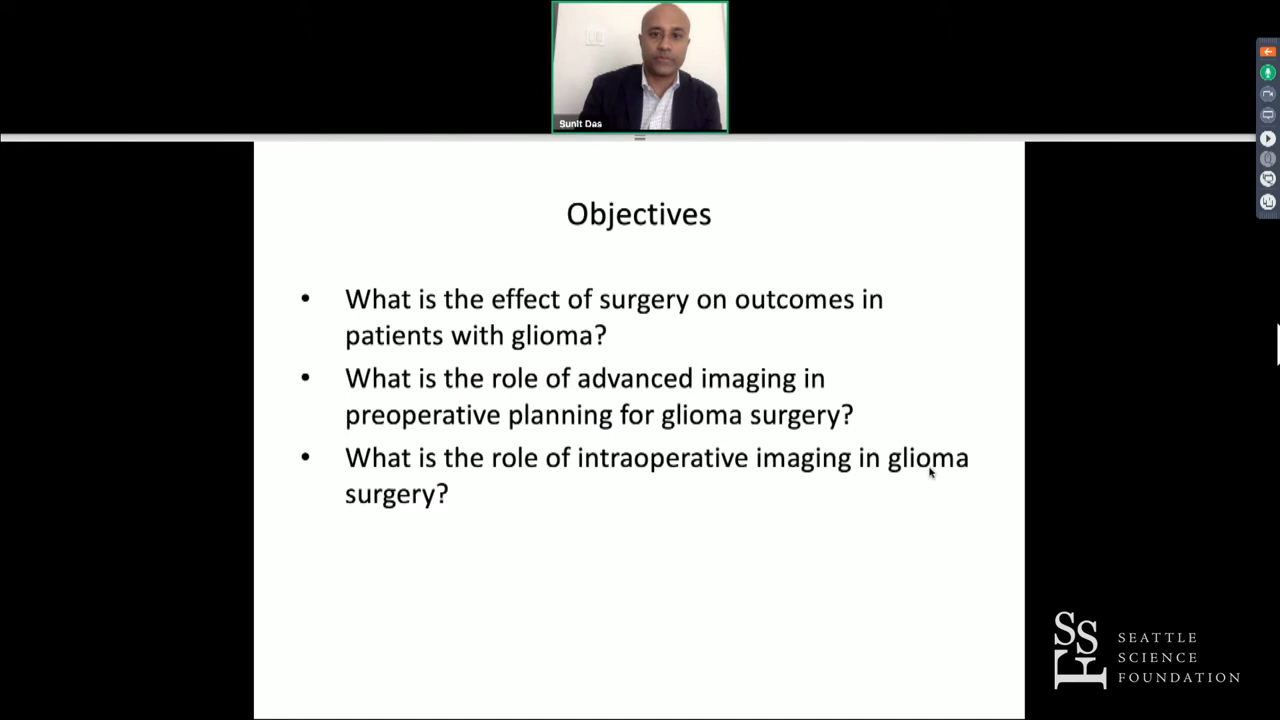 Sunit Das
Objectives
• What is the effect of surgery on outcomes in
patients with glioma?
• What is the role of advanced imaging in
preoperative planning for glioma surgery?
• What is the role of intraoperative imaging in glioma
surgery?
SSF
SEATTLE
SCIENCE
FOUNDATION